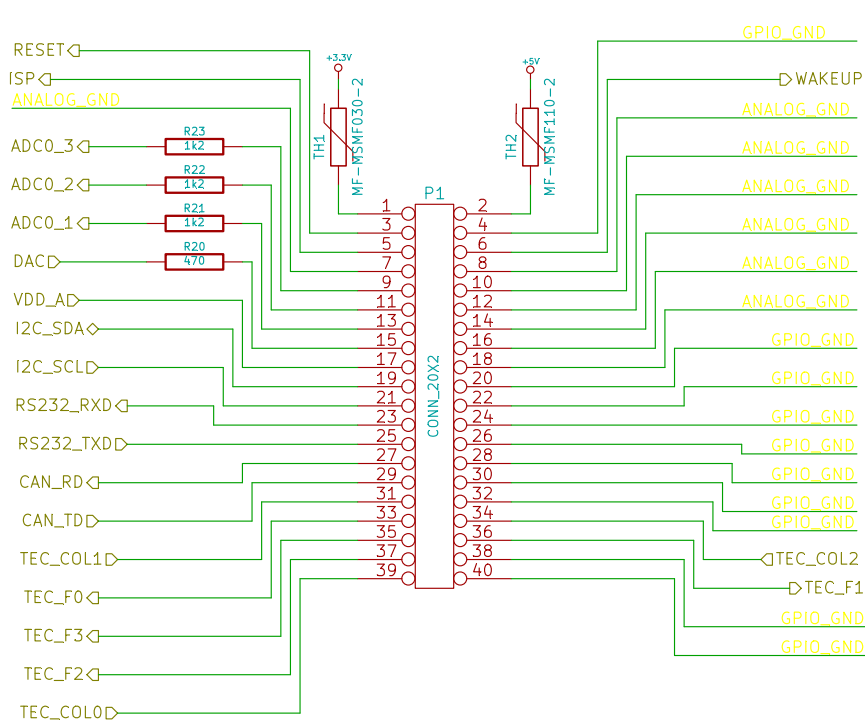 GPIO_GND
RESET
+3.3V
+5V
ISP
WAKEUP
ANALOG_GND
ANALOG_GND
MF-MSMF030-2
MF-MSMF110-2
TH1
TH2
R23
ADC0_3
1k2
ANALOG_GND
R22
ADC0_2
1k2
ANALOG_GND
P1
R21
ADC0_1
1k2
ANALOG_GND
R20
DAC
470
ANALOG_GND
VDD_A
ANALOG_GND
I2C_SDA
GPIO_GND
I2C_SCL
GPIO_GND
RS232_RXD
GPIO_GND
RS232_TXD
GPIO_GND
CAN_RD
GPIO_GND
GPIO_GND
CAN_TD
GPIO_GND
TEC_COL1
TEC_COL2
TEC_F0
TEC_F1
GPIO_GND
TEC_F3
GPIO_GND
TEC_F2
TEC_COL0
CONN_20X2
1 2
3 4
5 6
7 8
9 10
11 12
13 14
15 16
17 18
19 20
21 22
23 24
25 26
27 28
29 30
31 32
33 34
35 36
37 38
39 40